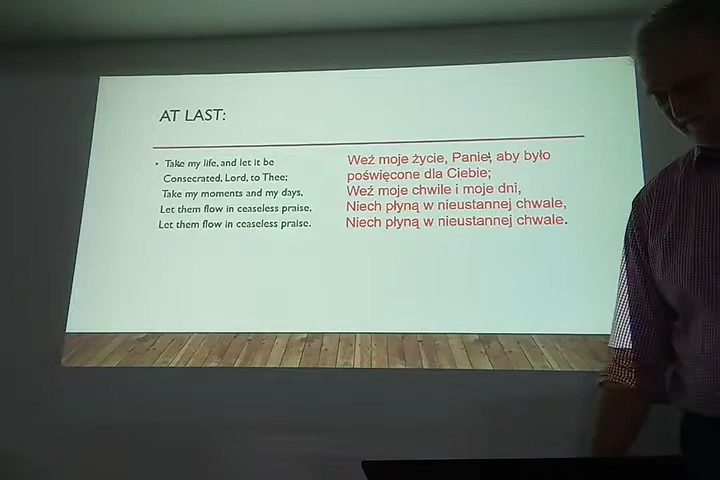 AT LAST:
• Take my life, and let it be
Consecrated, Lord, to Thee;
Take my moments and my days,
Let them flow in ceaseless praise,
Let them flow in ceaseless praise.
Weź moje życie, Panie, aby było
poświęcone dla Ciebie;
Weź moje chwile i moje dni,
Niech płyną w nieustannej chwale,
Niech płyną w nieustannej chwale.